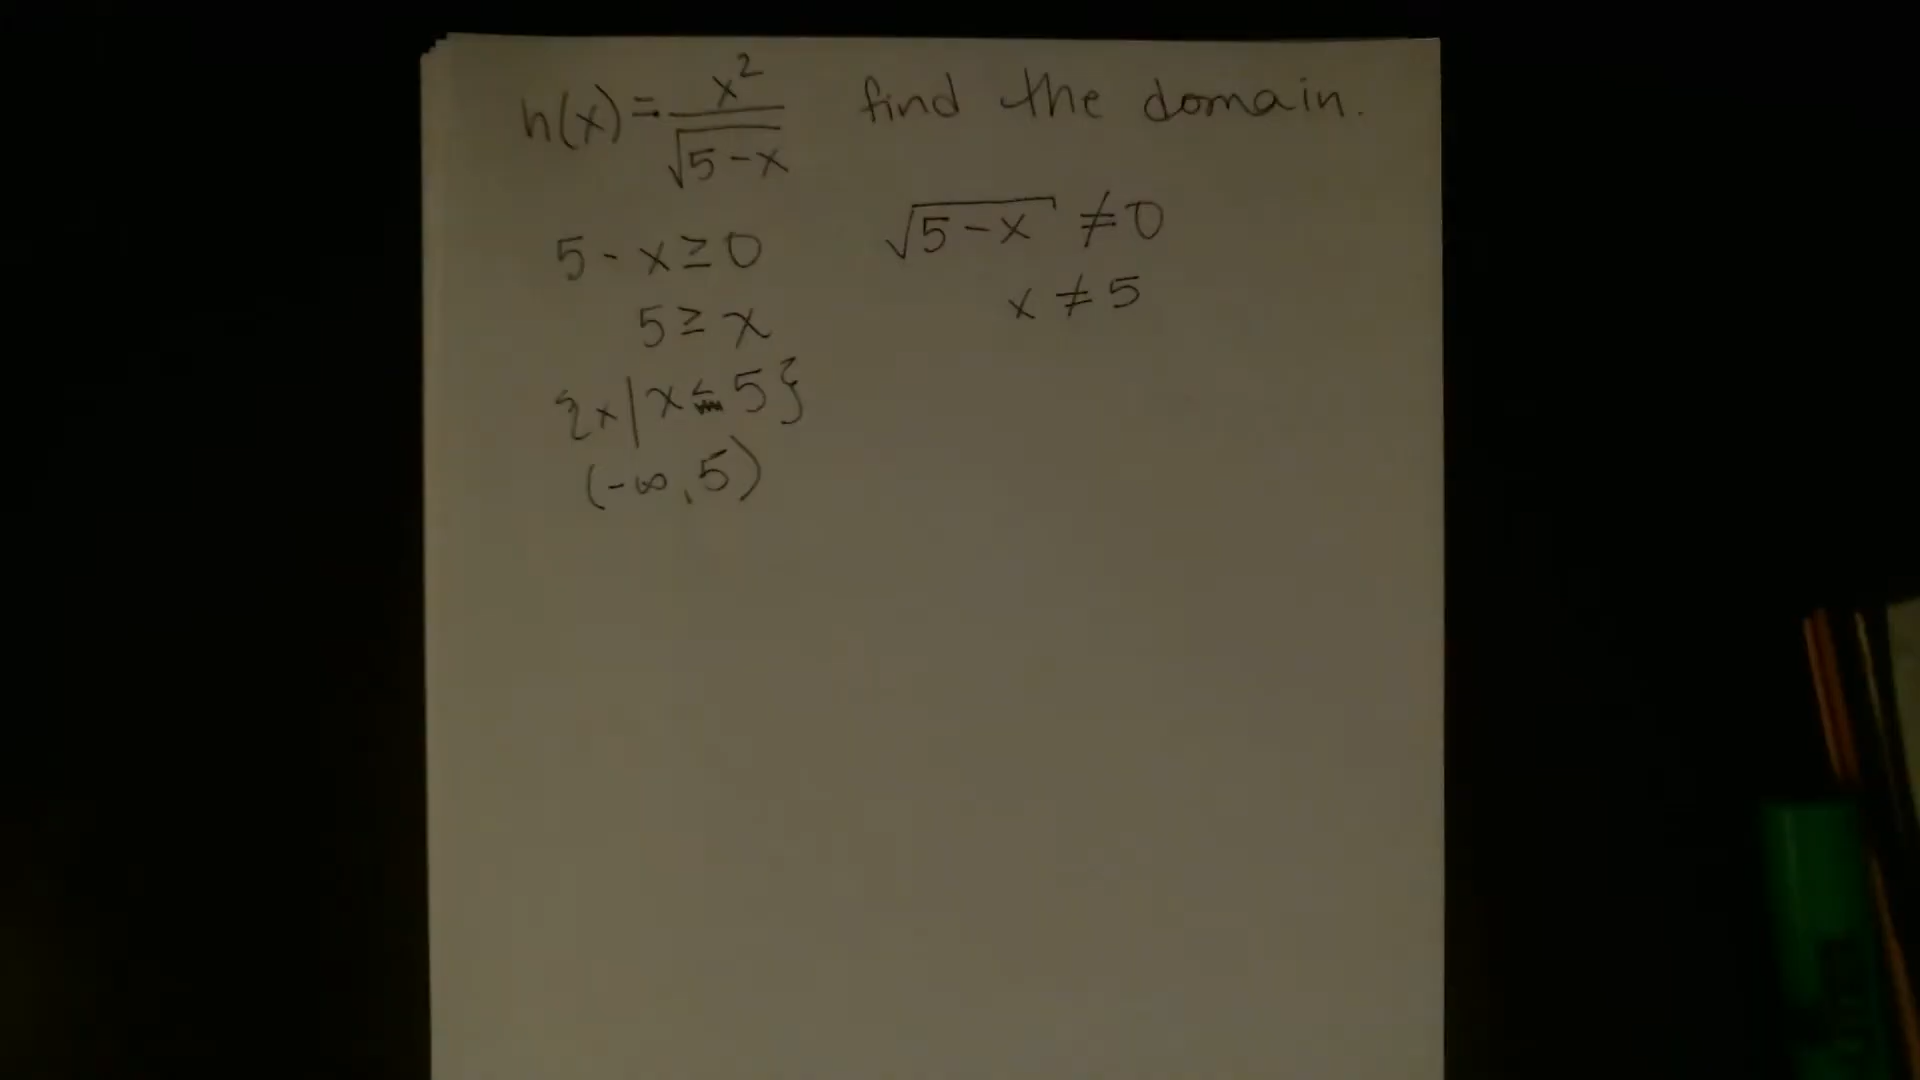 h(x) = x²/√(5-x) find the domain.
5 - x ≥ 0
√(5-x) ≠ 0
5 ≥ x
x ≠ 5
{x | x < 5}
(-∞, 5)